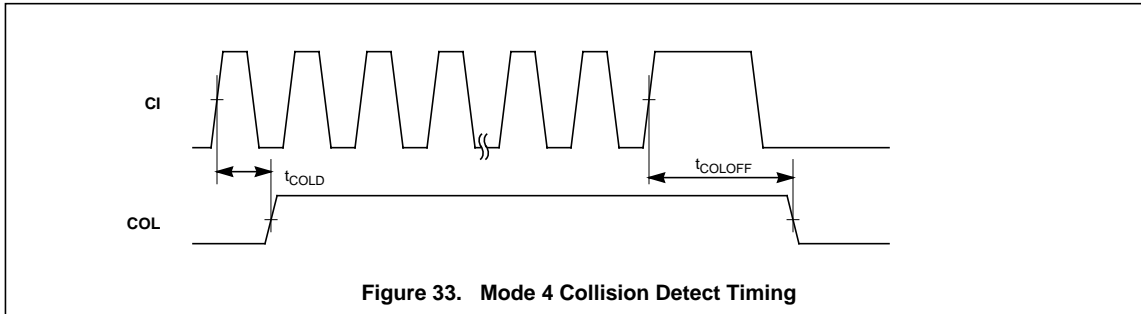 CI
tCOLD
tCOLOFF
COL
Figure 33. Mode 4 Collision Detect Timing